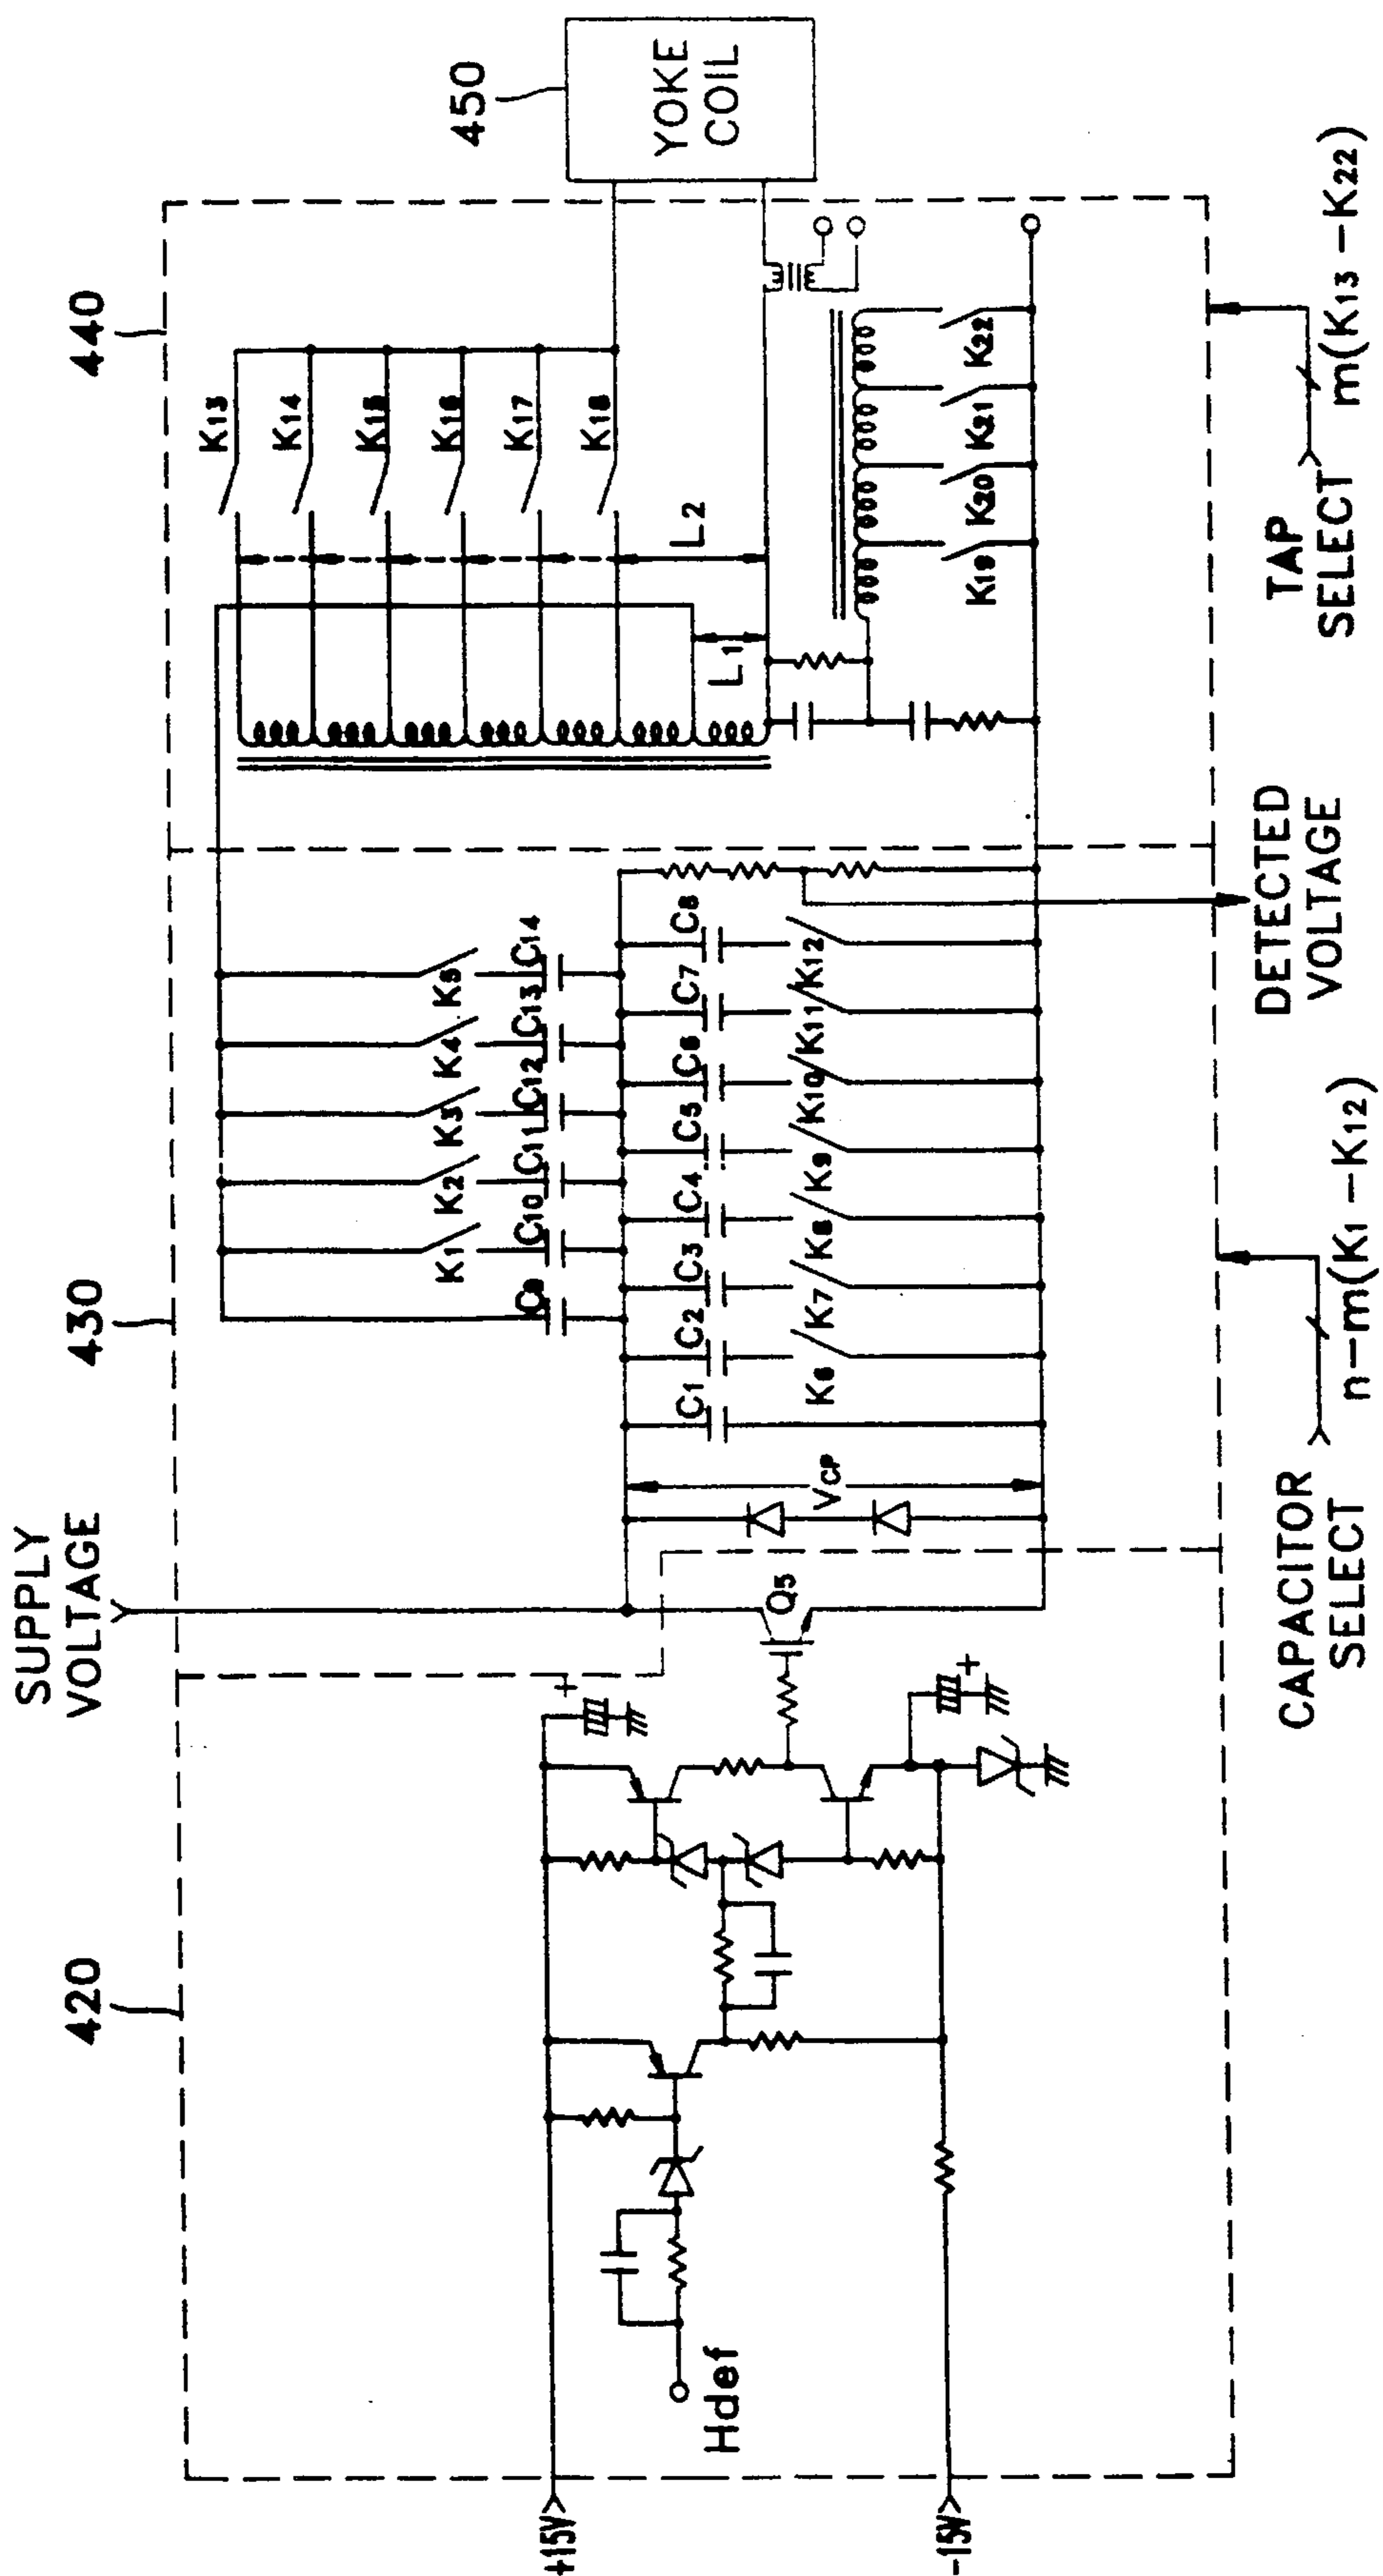 SUPPLY
VOLTAGE
420
430
440
450
YOKE
COIL
+15V
-15V
Hdef
Q5
VCP
C1
C2
C3
C4
C5
C6
C7
C8
K6
K7
K8
K9
K10
K11
K12
C9
C10
C11
C12
C13
C14
K1
K2
K3
K4
K5
K13
K14
K15
K16
K17
K18
L2
L1
K19
K20
K21
K22
CAPACITOR
SELECT
n-m(K1-K12)
DETECTED
VOLTAGE
TAP
SELECT
m(K13-K22)